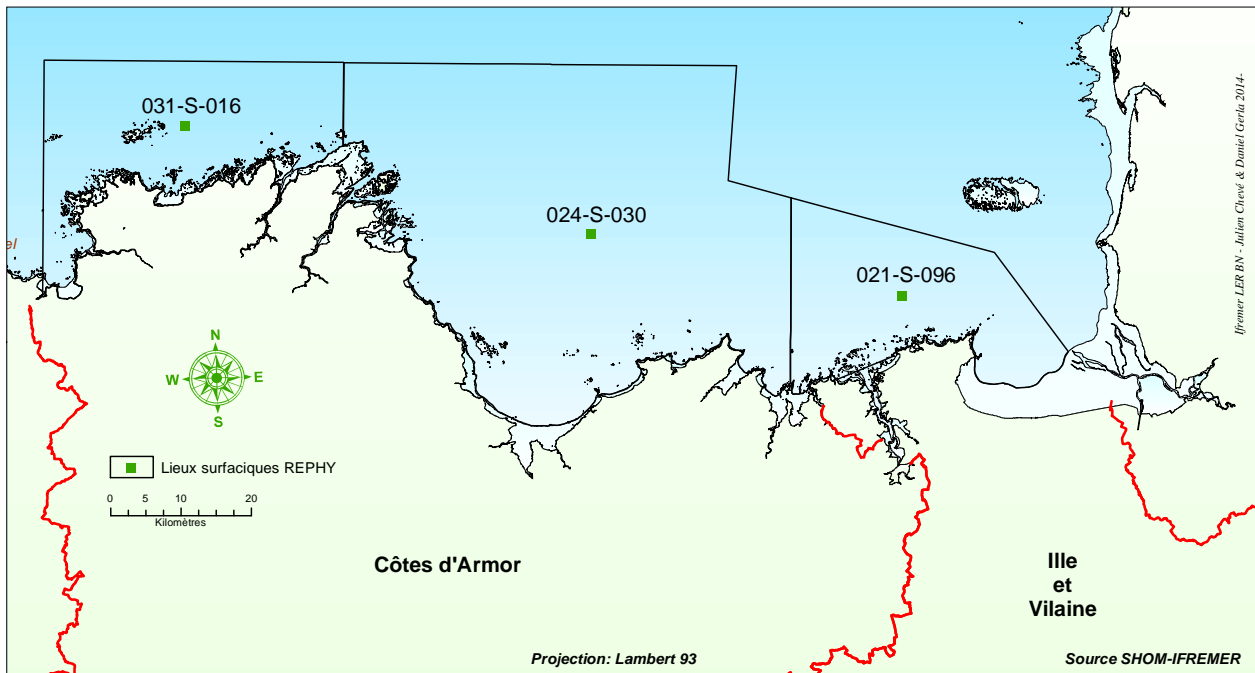 031-S-016
024-S-030
021-S-096
el
N
W
E
S
Lieux surfaciques REPHY
0 5 10 20
Kilomètres
Côtes d'Armor
Ille
et
Vilaine
Projection: Lambert 93
Source SHOM-IFREMER
Ifremer LER BN - Julien Chevé & Daniel Gerla 2014-